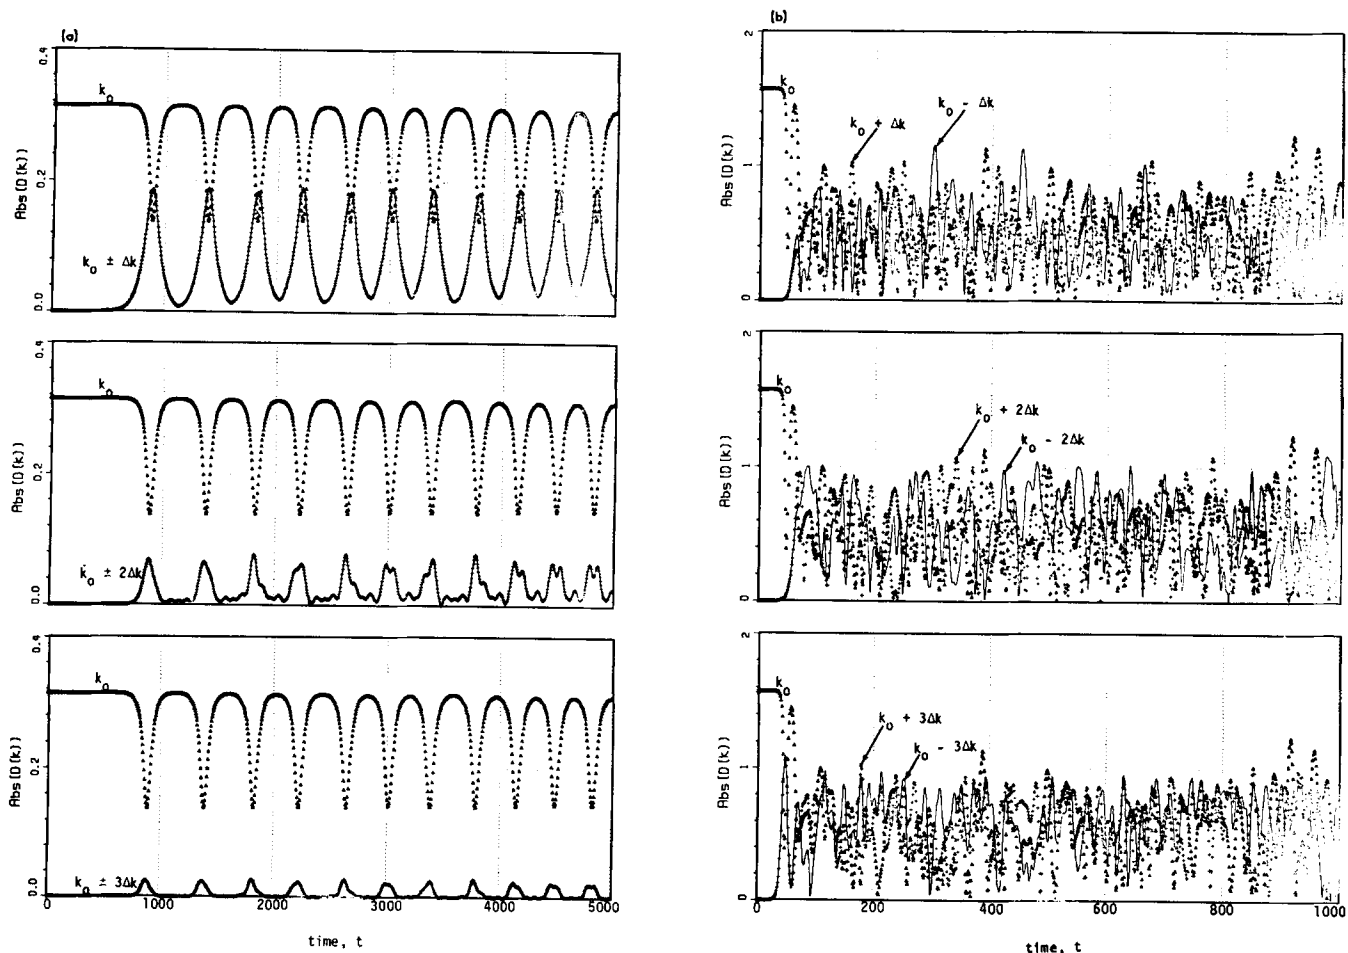 (a)
0.4
k₀
Abs(D(k))
0.2
k₀ ± Δk
0.0
0.4
k₀
Abs(D(k))
0.2
k₀ ± 2Δk
0.0
0.4
k₀
Abs(D(k))
0.2
k₀ ± 3Δk
0.0
0 1000 2000 3000 4000 5000
time, t
(b)
2
k₀
k₀ + Δk
k₀ - Δk
Abs(D(k))
1
0
2
k₀
k₀ + 2Δk
k₀ - 2Δk
Abs(D(k))
1
0
2
k₀
k₀ + 3Δk
k₀ - 3Δk
Abs(D(k))
1
0
0 200 400 600 800 1000
time, t